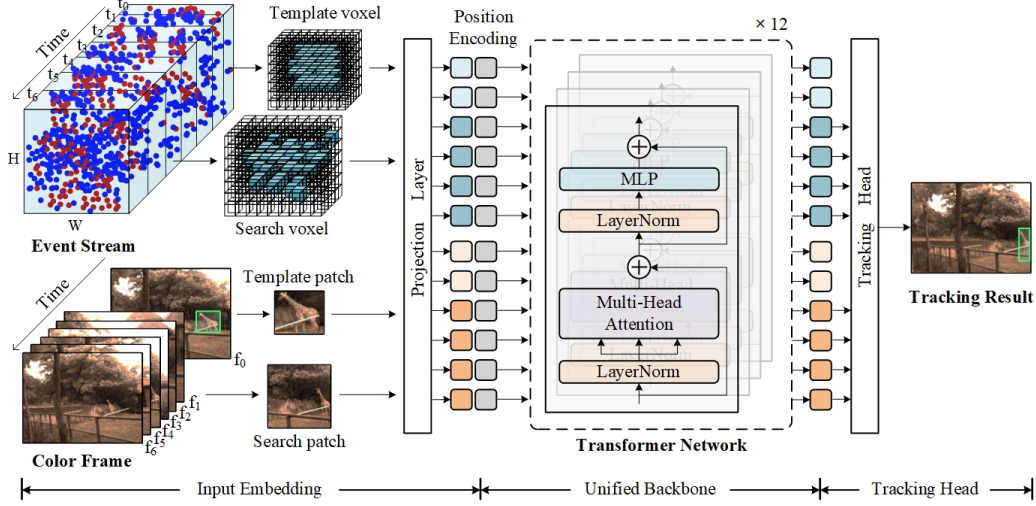 Time
t₀
t₁
t₂
t₃
t₄
t₅
t₆
H
W
Event Stream
Template voxel
Search voxel
Time
f₀
f₁
f₂
f₃
f₄
f₅
f₆
Color Frame
Template patch
Search patch
Projection Layer
Position
Encoding
× 12
MLP
LayerNorm
Multi-Head
Attention
LayerNorm
Transformer Network
Tracking Head
Tracking Result
Input Embedding
Unified Backbone
Tracking Head